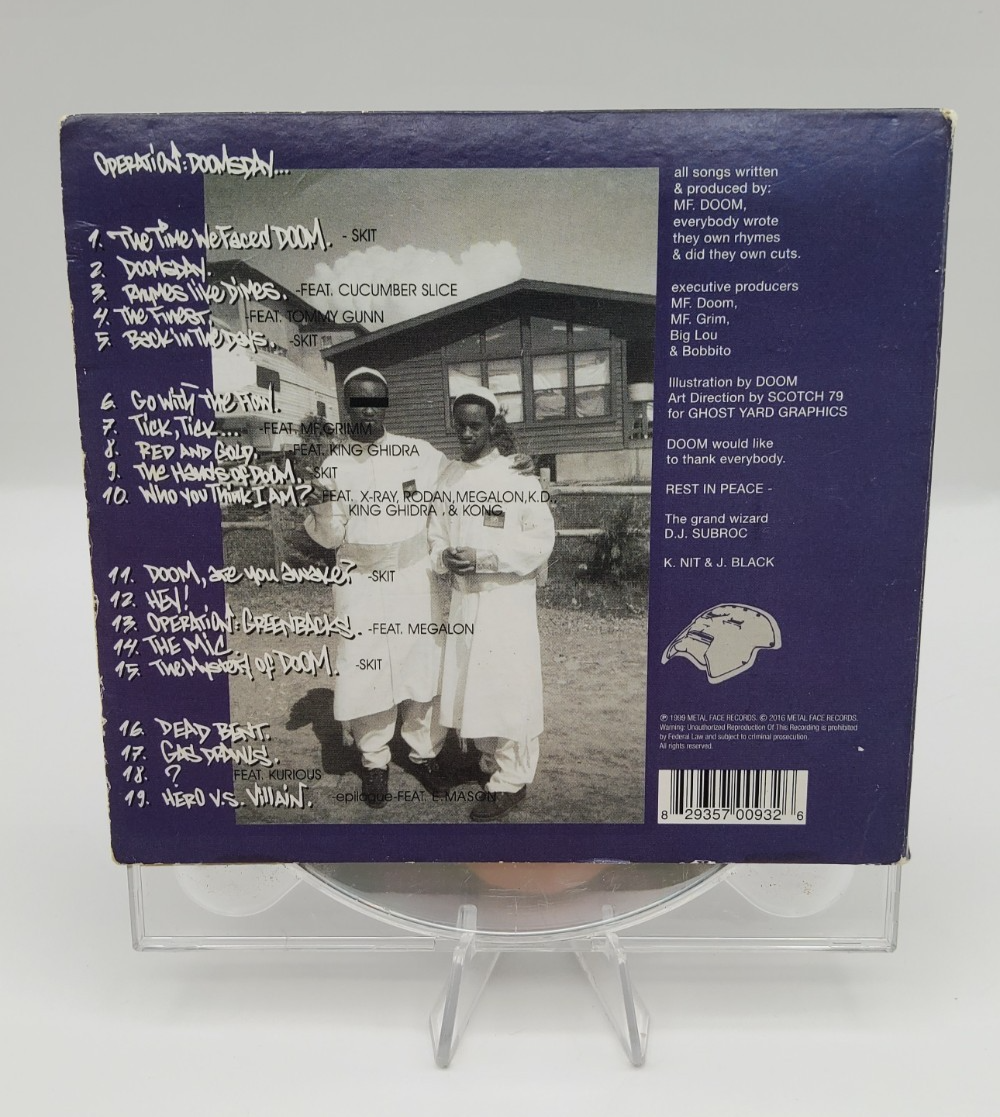 OPERATION: DOOMSDAY...
1. The Time We Faced DOOM. - SKIT
2. DOOMSDAY.
3. Rhymes like Dimes. -FEAT. CUCUMBER SLICE
4. The Finest. -FEAT. TOMMY GUNN
5. Back in The Days. -SKIT
6. Go with The Flow.
7. Tick, Tick.... -FEAT. MF.GRIMM
8. RED AND GOLD. -FEAT. KING GHIDRA
9. The Hands of DOOM. -SKIT
10. Who you Think I AM? -FEAT. X-RAY, RODAN, MEGALON, K.D.,
KING GHIDRA , & KONG
11. DOOM, are you awake? -SKIT
12. HEY!
13. OPERATION: GREENBACKS. -FEAT. MEGALON
14. THE MIC
15. The Mystery of DOOM. -SKIT
16. DEAD BENT.
17. GAS DRAWLS.
18. ? FEAT. KURIOUS
19. HERO V.S. VILLAIN. -epilogue-FEAT. E.MASON
all songs written
& produced by:
MF. DOOM,
everybody wrote
they own rhymes
& did they own cuts.
executive producers
MF. Doom,
MF. Grim,
Big Lou
& Bobbito
Illustration by DOOM
Art Direction by SCOTCH 79
for GHOST YARD GRAPHICS
DOOM would like
to thank everybody.
REST IN PEACE -
The grand wizard
D.J. SUBROC
K. NIT & J. BLACK
℗ 1999 METAL FACE RECORDS. © 2016 METAL FACE RECORDS.
Warning: Unauthorized Reproduction Of This Recording is prohibited
by Federal Law and subject to criminal prosecution.
All rights reserved.
8 29357 00932 6